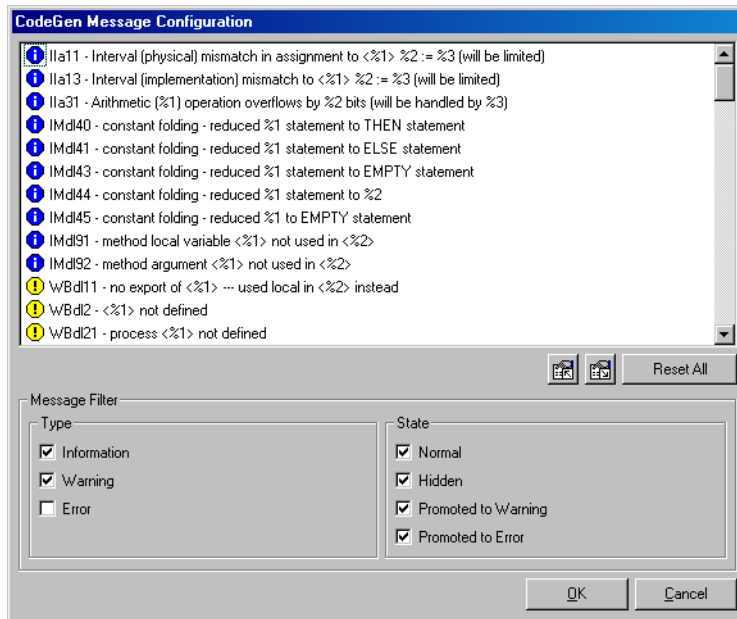 CodeGen Message Configuration
IIa11 - Interval (physical) mismatch in assignment to <%1> %2 := %3 (will be limited)
IIa13 - Interval (implementation) mismatch to <%1> %2 := %3 (will be limited)
IIa31 - Arithmetic (%1) operation overflows by %2 bits (will be handled by %3)
IMdl40 - constant folding - reduced %1 statement to THEN statement
IMdl41 - constant folding - reduced %1 statement to ELSE statement
IMdl43 - constant folding - reduced %1 statement to EMPTY statement
IMdl44 - constant folding - reduced %1 statement to %2
IMdl45 - constant folding - reduced %1 to EMPTY statement
IMdl91 - method local variable <%1> not used in <%2>
IMdl92 - method argument <%1> not used in <%2>
WBdl11 - no export of <%1> --- used local in <%2> instead
WBdl2 - <%1> not defined
WBdl21 - process <%1> not defined
Reset All
Message Filter
Type
Information
Warning
Error
State
Normal
Hidden
Promoted to Warning
Promoted to Error
OK
Cancel